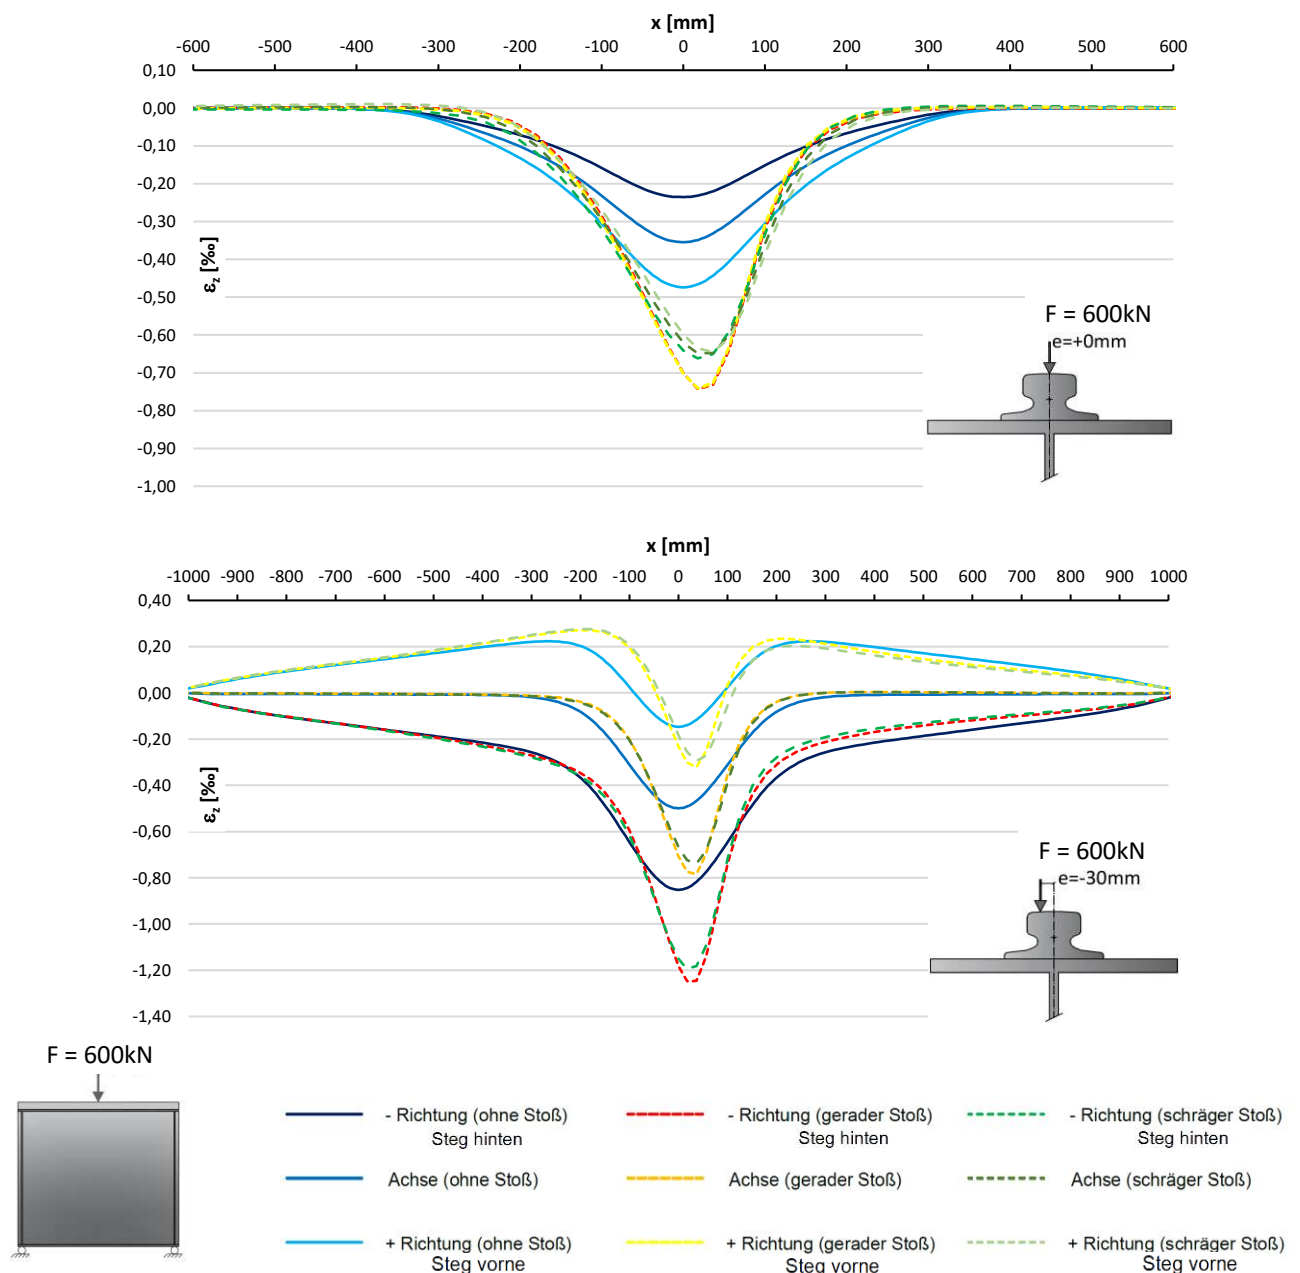 x [mm]
-600 -500 -400 -300 -200 -100 0 100 200 300 400 500 600
0,10
0,00
-0,10
-0,20
-0,30
-0,40
-0,50
-0,60
-0,70
-0,80
-0,90
-1,00
εz [‰]
F = 600kN
e=+0mm
x [mm]
-1000 -900 -800 -700 -600 -500 -400 -300 -200 -100 0 100 200 300 400 500 600 700 800 900 1000
0,40
0,20
0,00
-0,20
-0,40
-0,60
-0,80
-1,00
-1,20
-1,40
εz [‰]
F = 600kN
e=-30mm
F = 600kN
- Richtung (ohne Stoß)
Steg hinten
- Richtung (gerader Stoß)
Steg hinten
- Richtung (schräger Stoß)
Steg hinten
Achse (ohne Stoß)
Achse (gerader Stoß)
Achse (schräger Stoß)
+ Richtung (ohne Stoß)
Steg vorne
+ Richtung (gerader Stoß)
Steg vorne
+ Richtung (schräger Stoß)
Steg vorne